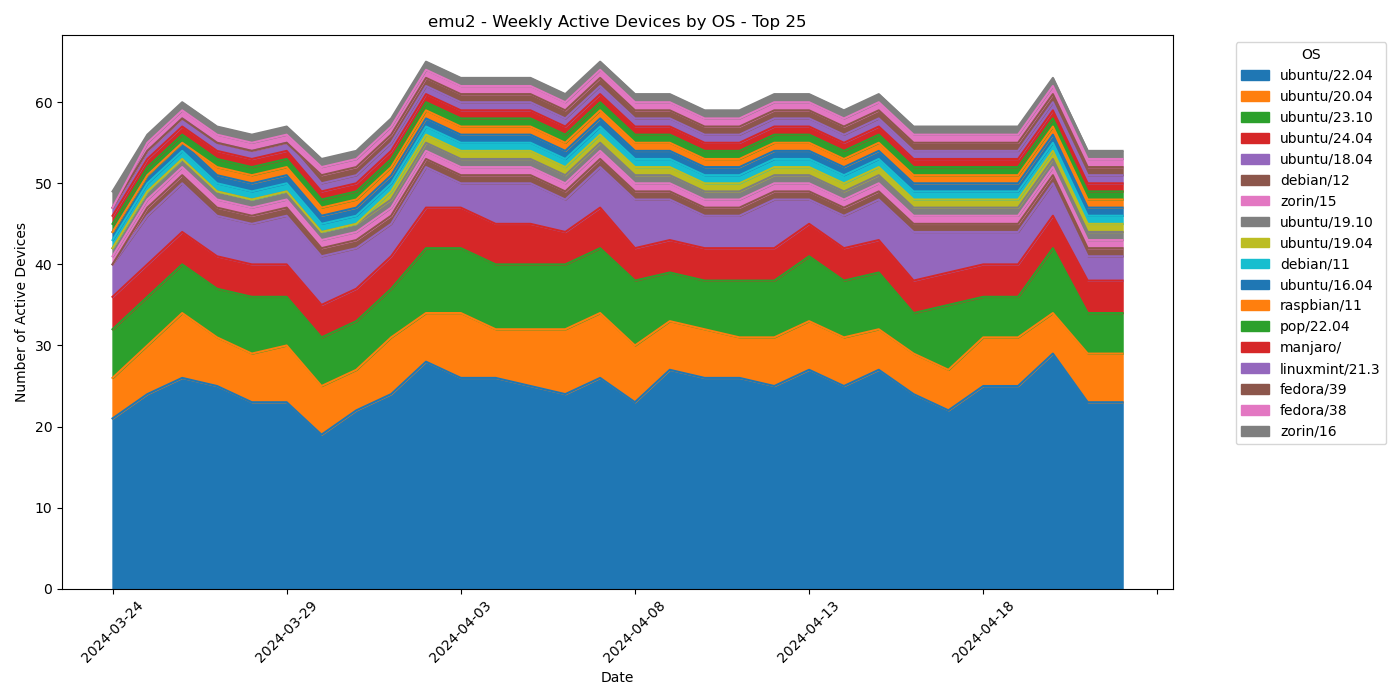 emu2 - Weekly Active Devices by OS - Top 25
Number of Active Devices
60
50
40
30
20
10
0
2024-03-24
2024-03-29
2024-04-03
2024-04-08
2024-04-13
2024-04-18
Date
OS
ubuntu/22.04
ubuntu/20.04
ubuntu/23.10
ubuntu/24.04
ubuntu/18.04
debian/12
zorin/15
ubuntu/19.10
ubuntu/19.04
debian/11
ubuntu/16.04
raspbian/11
pop/22.04
manjaro/
linuxmint/21.3
fedora/39
fedora/38
zorin/16